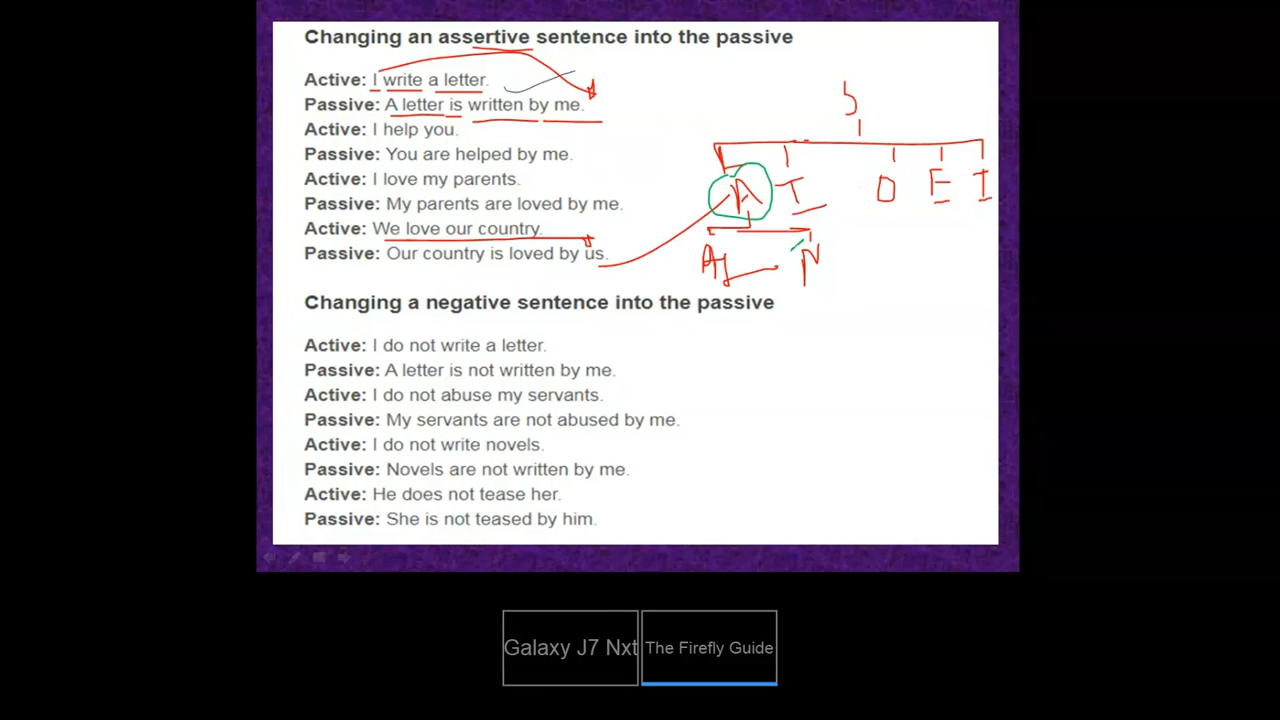 Changing an assertive sentence into the passive
Active: I write a letter.
Passive: A letter is written by me.
Active: I help you.
Passive: You are helped by me.
Active: I love my parents.
Passive: My parents are loved by me.
Active: We love our country.
Passive: Our country is loved by us.
S
A I O E I
A N
Changing a negative sentence into the passive
Active: I do not write a letter.
Passive: A letter is not written by me.
Active: I do not abuse my servants.
Passive: My servants are not abused by me.
Active: I do not write novels.
Passive: Novels are not written by me.
Active: He does not tease her.
Passive: She is not teased by him.
Galaxy J7 Nxt
The Firefly Guide